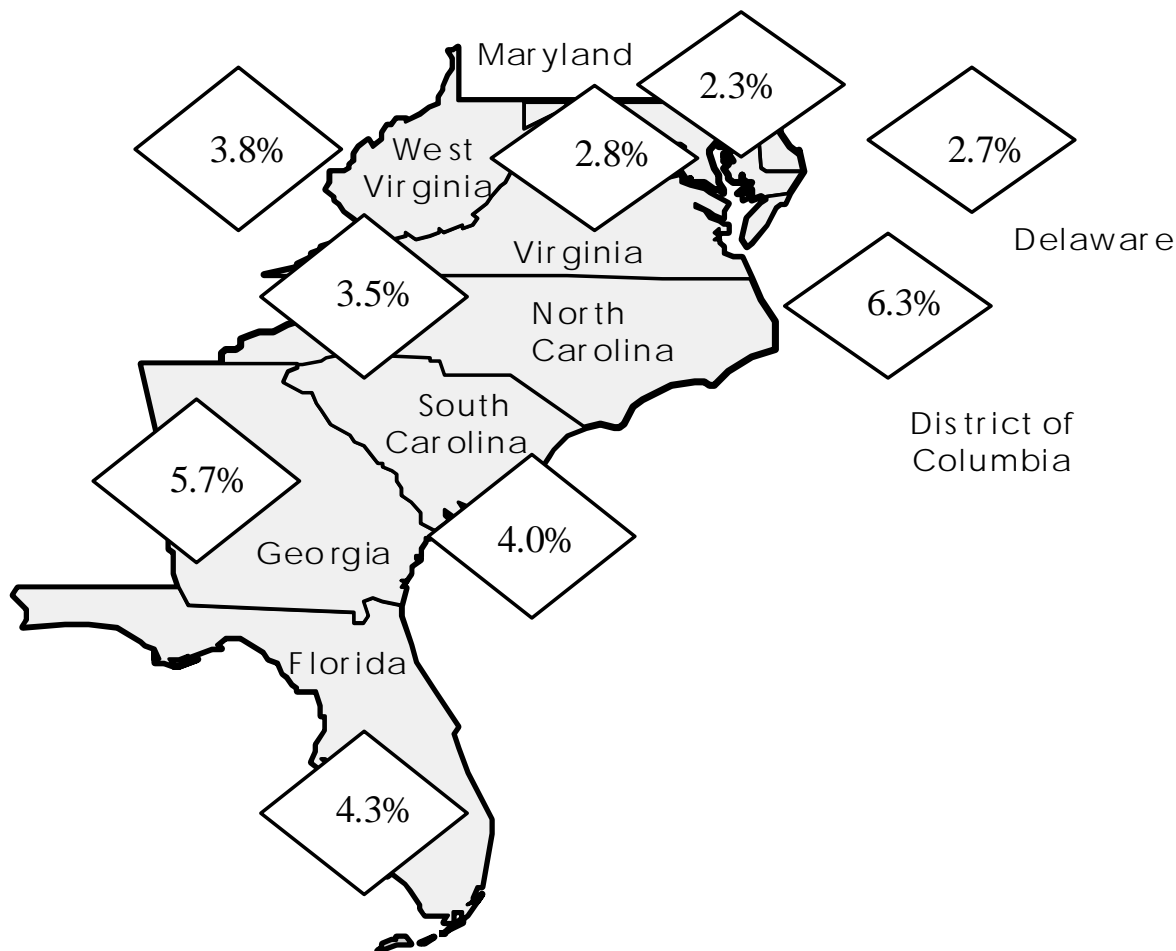 Maryland
2.3%
3.8%
West
Virginia
2.8%
2.7%
Delaware
Virginia
3.5%
North
Carolina
6.3%
South
Carolina
District of
Columbia
5.7%
4.0%
Georgia
Florida
4.3%